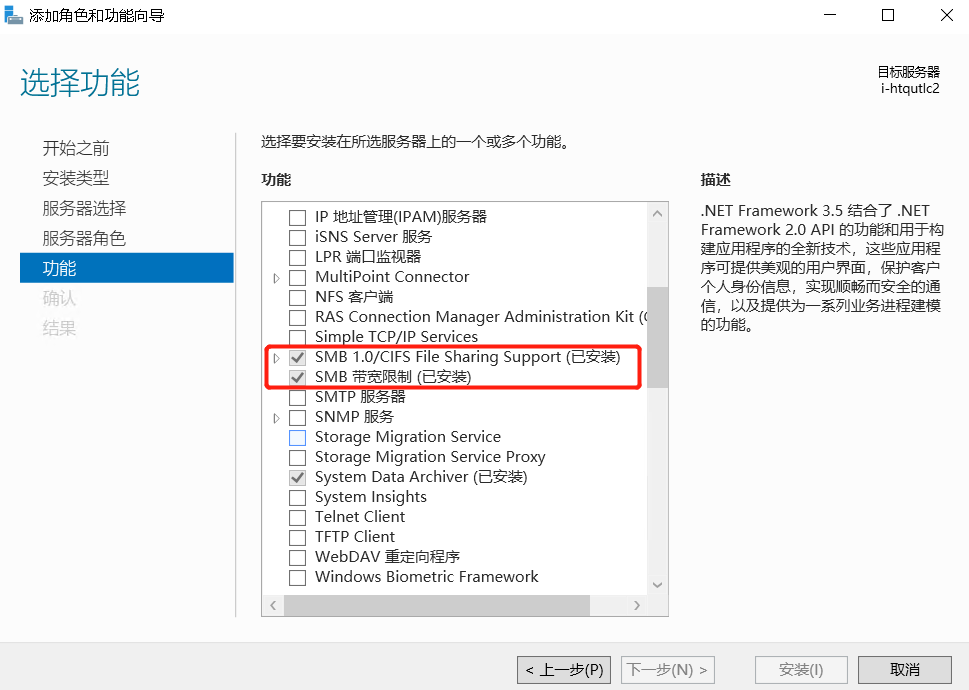 添加角色和功能向导
选择功能
目标服务器
i-htqutlc2
开始之前
安装类型
服务器选择
服务器角色
功能
确认
结果
选择要安装在所选服务器上的一个或多个功能。
功能
IP 地址管理(IPAM)服务器
iSNS Server 服务
LPR 端口监视器
MultiPoint Connector
NFS 客户端
RAS Connection Manager Administration Kit (
Simple TCP/IP Services
SMB 1.0/CIFS File Sharing Support (已安装)
SMB 带宽限制 (已安装)
SMTP 服务器
SNMP 服务
Storage Migration Service
Storage Migration Service Proxy
System Data Archiver (已安装)
System Insights
Telnet Client
TFTP Client
WebDAV 重定向程序
Windows Biometric Framework
描述
.NET Framework 3.5 结合了 .NET
Framework 2.0 API 的功能和用于构
建应用程序的全新技术，这些应用程
序可提供美观的用户界面，保护客户
个人身份信息，实现顺畅而安全的通
信，以及提供为一系列业务进程建模
的功能。
< 上一步(P)
下一步(N) >
安装(I)
取消